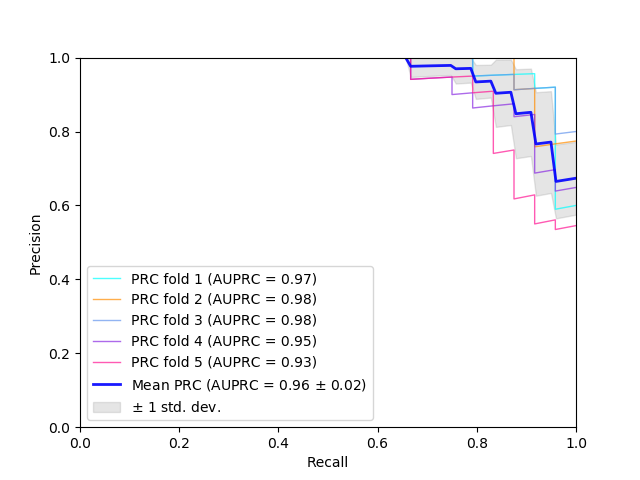 1.0
0.8
0.6
0.4
0.2
0.0
Precision
PRC fold 1 (AUPRC = 0.97)
PRC fold 2 (AUPRC = 0.98)
PRC fold 3 (AUPRC = 0.98)
PRC fold 4 (AUPRC = 0.95)
PRC fold 5 (AUPRC = 0.93)
Mean PRC (AUPRC = 0.96 ± 0.02)
± 1 std. dev.
0.0 0.2 0.4 0.6 0.8 1.0
Recall